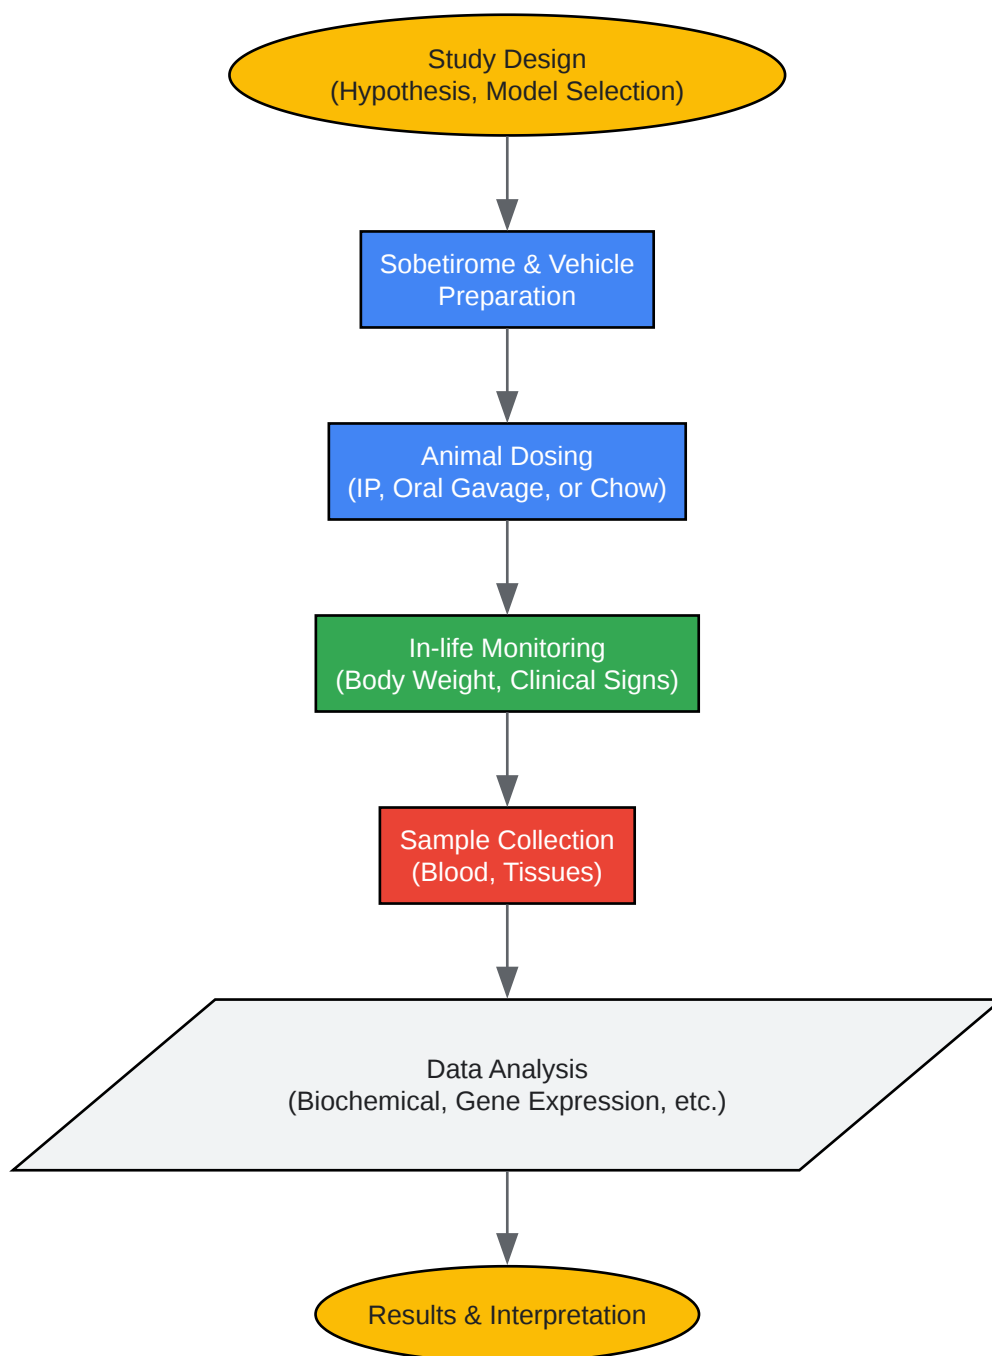 Study Design
(Hypothesis, Model Selection)
Sobetirome & Vehicle
Preparation
Animal Dosing
(IP, Oral Gavage, or Chow)
In-life Monitoring
(Body Weight, Clinical Signs)
Sample Collection
(Blood, Tissues)
Data Analysis
(Biochemical, Gene Expression, etc.)
Results & Interpretation